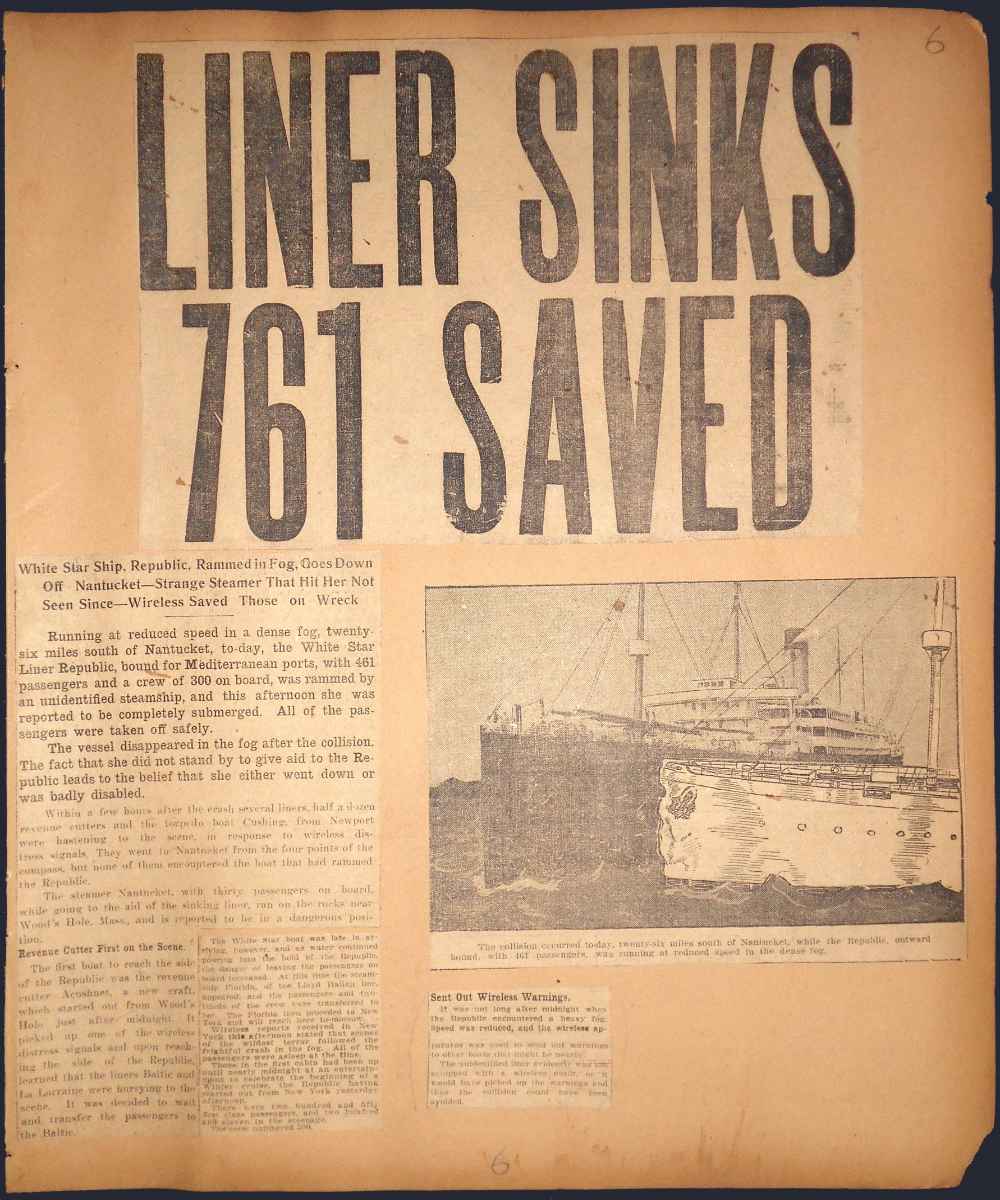 6
LINER SINKS
761 SAVED
White Star Ship, Republic, Rammed in Fog, Goes Down
Off Nantucket—Strange Steamer That Hit Her Not
Seen Since—Wireless Saved Those on Wreck
Running at reduced speed in a dense fog, twenty-
six miles south of Nantucket, to-day, the White Star
Liner Republic, bound for Mediterranean ports, with 461
passengers and a crew of 300 on board, was rammed by
an unidentified steamship, and this afternoon she was
reported to be completely submerged. All of the pas-
sengers were taken off safely.
The vessel disappeared in the fog after the collision.
The fact that she did not stand by to give aid to the Re-
public leads to the belief that she either went down or
was badly disabled.
Within a few hours after the crash several liners, half a dozen
revenue cutters and the torpedo boat Cushing, from Newport
were hastening to the scene, in response to wireless dis-
tress signals. They went to Nantucket from the four points of the
compass, but none of them encountered the boat that had rammed
the Republic.
The steamer Nantucket, with thirty passengers on board,
while going to the aid of the sinking liner, ran on the rocks near
Wood's Hole, Mass., and is reported to be in a dangerous posi-
tion.
Revenue Cutter First on the Scene.
The first boat to reach the side
of the Republic was the revenue
cutter Acushnet, a new craft,
which started out from Wood's
Hole just after midnight. It
picked up one of the wireless
distress signals and upon reach-
ing the side of the Republic,
learned that the liners Baltic and
La Lorraine were hurrying to the
scene. It was decided to wait
and transfer the passengers to
the Baltic.
The White Star boat was late in ar-
riving, however, and as water continued
pouring into the hold of the Republic,
the danger of leaving the passengers on
board increased. At this time the steam-
ship Florida, of the Lloyd Italian line,
appeared, and the passengers and two-
thirds of the crew were transferred to
her. The Florida then proceeded to New
York and will reach here to-morrow.
Wireless reports received in New
York this afternoon stated that scenes
of the wildest terror followed the
frightful crash in the fog. All of the
passengers were asleep at the time.
Those in the first cabin had been up
until nearly midnight at an entertain-
ment to celebrate the beginning of a
Winter cruise, the Republic having
started out from New York yesterday
afternoon.
There were two hundred and fifty
first class passengers, and two hundred
and eleven in the steerage.
The crew numbered 300.
The collision occurred to-day, twenty-six miles south of Nantucket, while the Republic, outward
bound, with 461 passengers, was running at reduced speed in the dense fog.
Sent Out Wireless Warnings.
It was not long after midnight when
the Republic encountered a heavy fog.
Speed was reduced, and the wireless ap-
paratus was used to send out warnings
to other boats that might be nearly.
The unidentified liner evidently was not
equipped with a wireless outfit, or it
would have picked up the warnings and
thus the collision could have been
avoided.
6